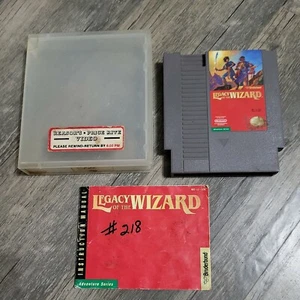 REASOR'S • PRICE RITE
VIDEO
PLEASE REWIND-RETURN BY
LEGACY OF THE WIZARD
INSTRUCTION MANUAL
LEGACY
OF THE
WIZARD
#218
Adventure Series
Brøderbund